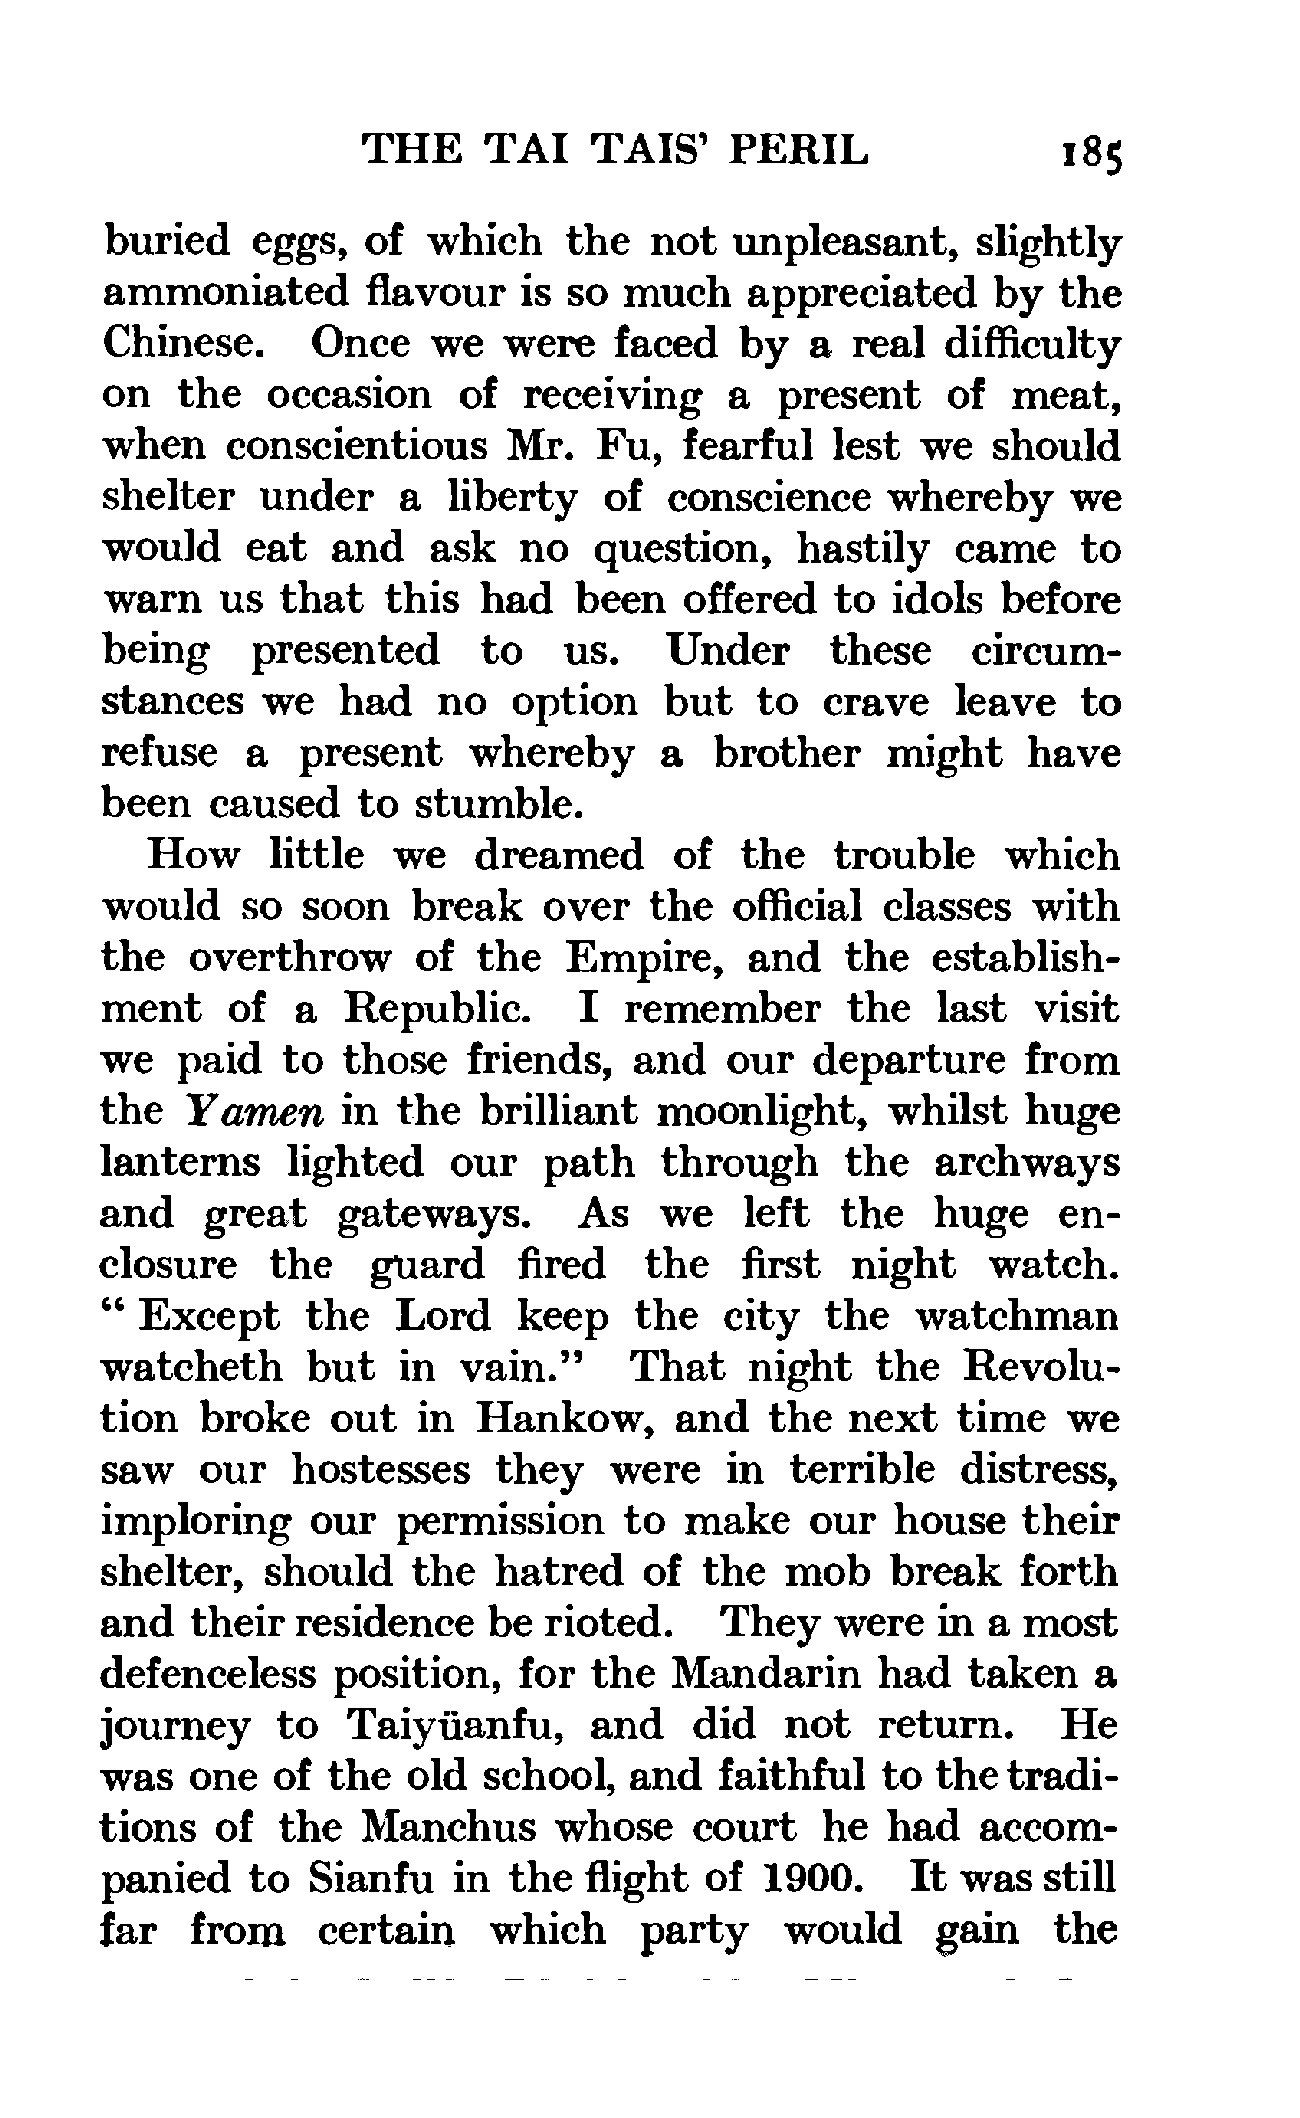 THE TAI TAIS' PERIL 185
buried eggs, of which the not unpleasant, slightly
ammoniated flavour is so much appreciated by the
Chinese. Once we were faced by a real difficulty
on the occasion of receiving a present of meat,
when conscientious Mr. Fu, fearful lest we should
shelter under a liberty of conscience whereby we
would eat and ask no question, hastily came to
warn us that this had been offered to idols before
being presented to us. Under these circum-
stances we had no option but to crave leave to
refuse a present whereby a brother might have
been caused to stumble.
How little we dreamed of the trouble which
would so soon break over the official classes with
the overthrow of the Empire, and the establish-
ment of a Republic. I remember the last visit
we paid to those friends, and our departure from
the Yamen in the brilliant moonlight, whilst huge
lanterns lighted our path through the archways
and great gateways. As we left the huge en-
closure the guard fired the first night watch.
“ Except the Lord keep the city the watchman
watcheth but in vain.” That night the Revolu-
tion broke out in Hankow, and the next time we
saw our hostesses they were in terrible distress,
imploring our permission to make our house their
shelter, should the hatred of the mob break forth
and their residence be rioted. They were in a most
defenceless position, for the Mandarin had taken a
journey to Taiyüanfu, and did not return. He
was one of the old school, and faithful to the tradi-
tions of the Manchus whose court he had accom-
panied to Sianfu in the flight of 1900. It was still
far from certain which party would gain the